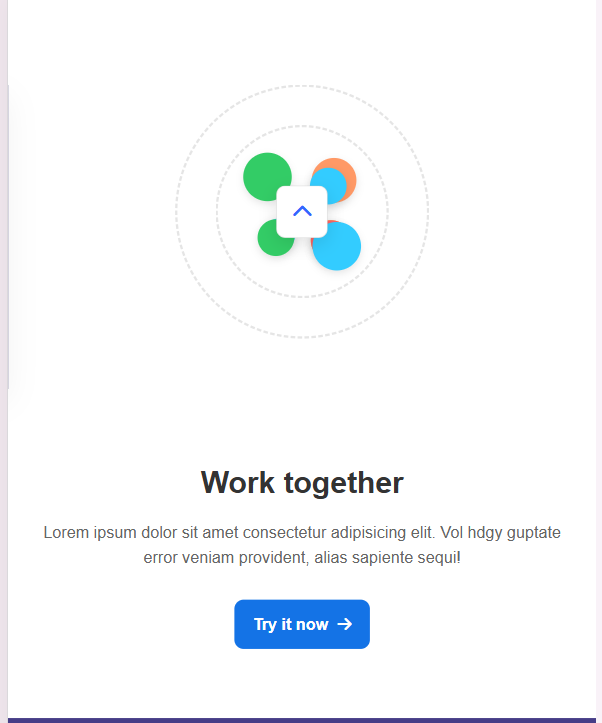 Work together
Lorem ipsum dolor sit amet consectetur adipisicing elit. Vol hdgy guptate
error veniam provident, alias sapiente sequi!
Try it now